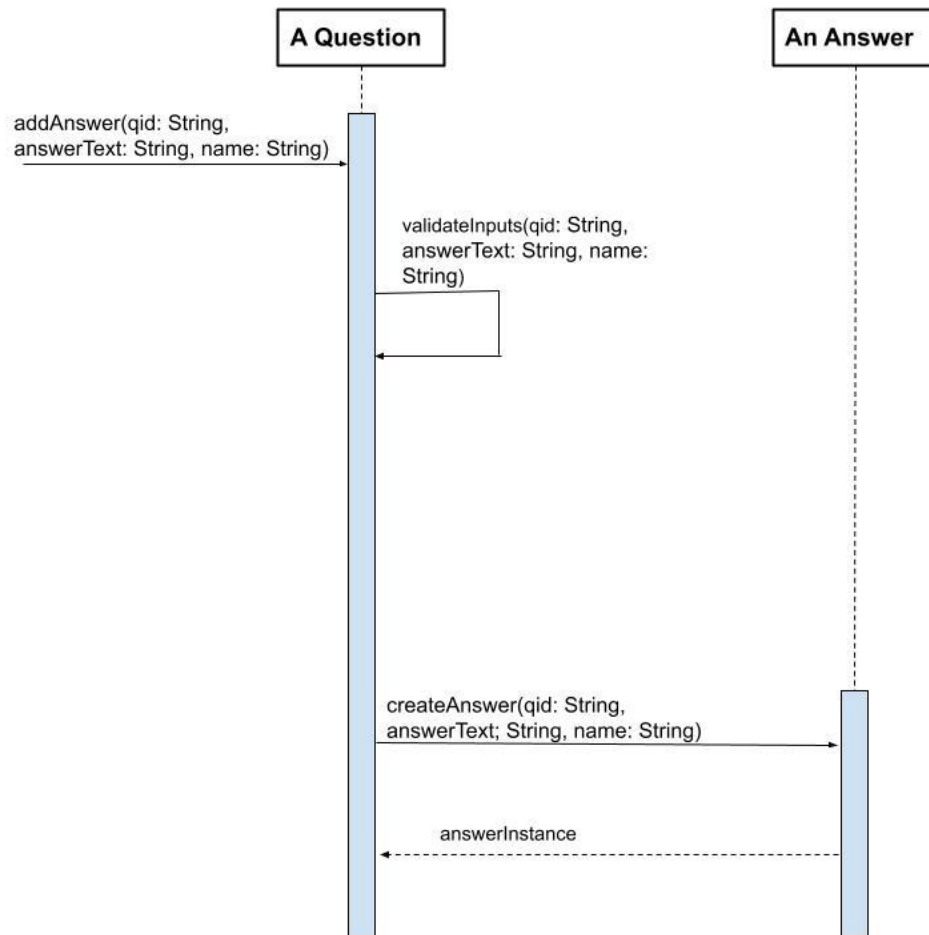 A Question
An Answer
addAnswer(qid: String,
answerText: String, name: String)
validateInputs(qid: String,
answerText: String, name:
String)
createAnswer(qid: String,
answerText; String, name: String)
answerInstance